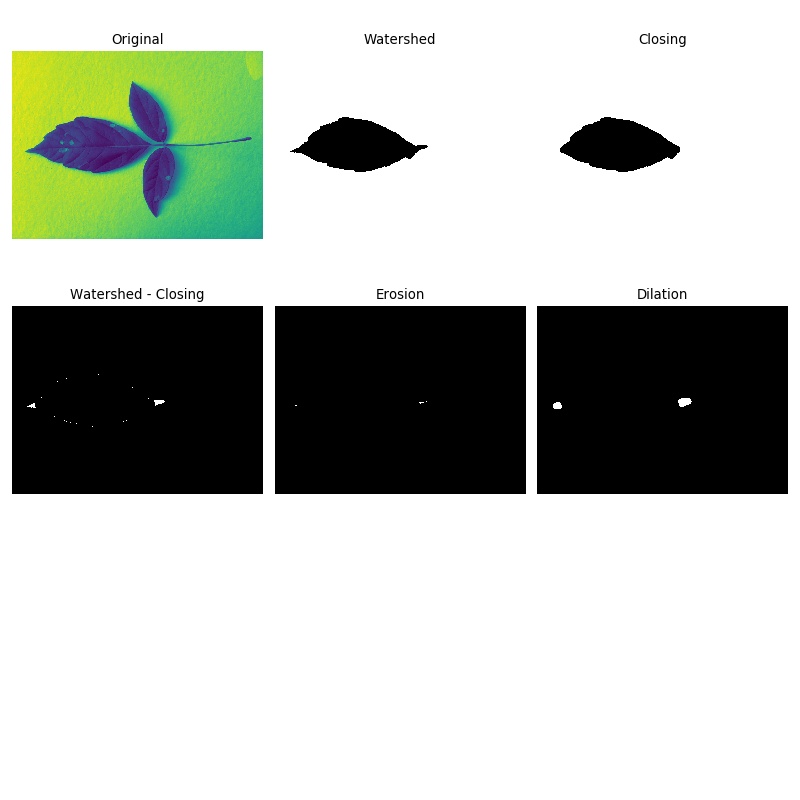 Original
Watershed
Closing
Watershed - Closing
Erosion
Dilation